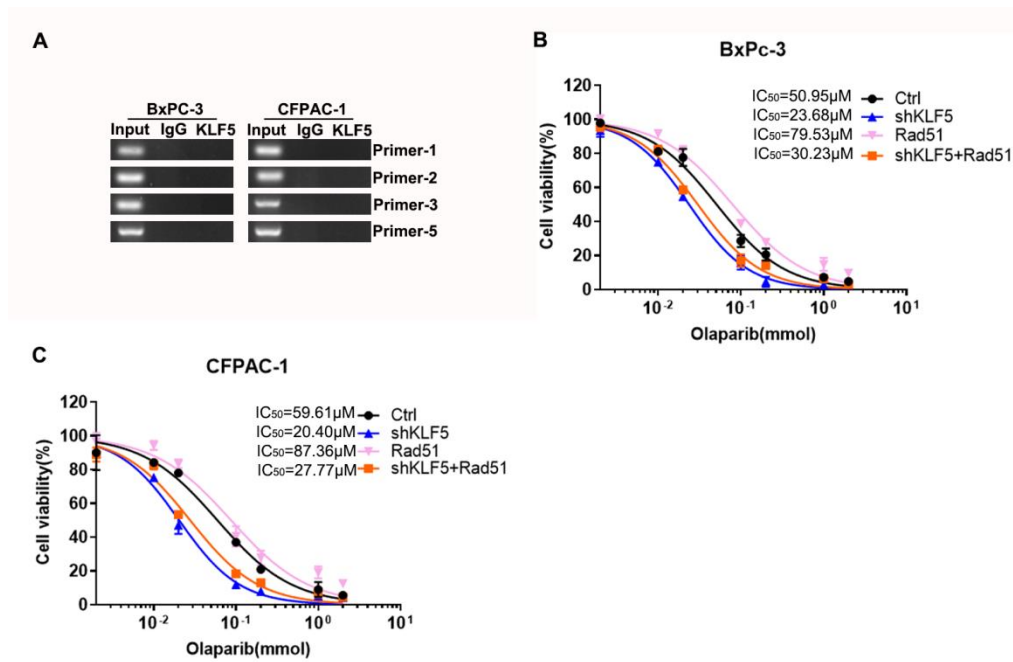 A
BxPC-3 CFPAC-1
Input IgG KLF5 Input IgG KLF5
Primer-1
Primer-2
Primer-3
Primer-5
B
BxPc-3
IC₅₀=50.95μM Ctrl
IC₅₀=23.68μM shKLF5
IC₅₀=79.53μM Rad51
IC₅₀=30.23μM shKLF5+Rad51
Cell viability(%)
120
100
80
60
40
20
0
10⁻² 10⁻¹ 10⁰ 10¹
Olaparib(mmol)
C
CFPAC-1
IC₅₀=59.61μM Ctrl
IC₅₀=20.40μM shKLF5
IC₅₀=87.36μM Rad51
IC₅₀=27.77μM shKLF5+Rad51
Cell viability(%)
120
100
80
60
40
20
0
10⁻² 10⁻¹ 10⁰ 10¹
Olaparib(mmol)